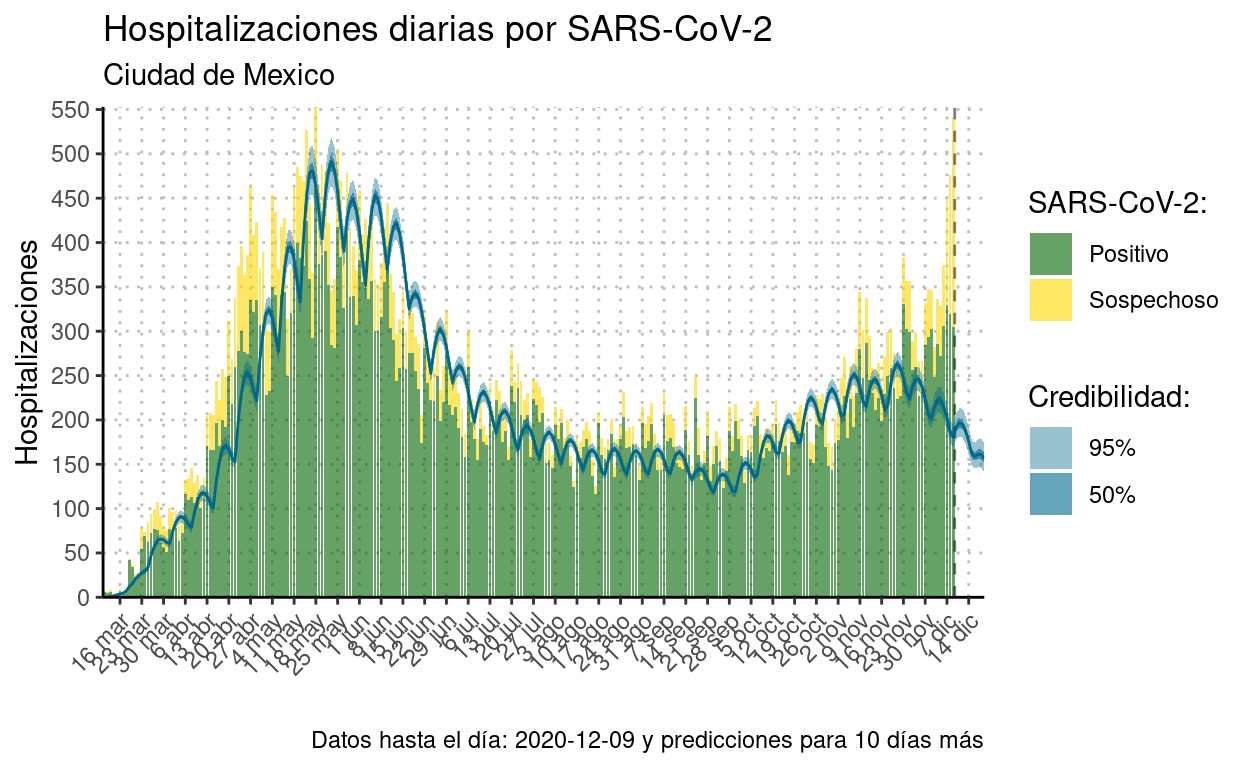 Hospitalizaciones diarias por SARS-CoV-2
Ciudad de Mexico
Hospitalizaciones
550
500
450
400
350
300
250
200
150
100
50
0
16 mar
23 mar
30 mar
6 abr
13 abr
20 abr
27 abr
4 may
11 may
18 may
25 may
1 jun
8 jun
15 jun
22 jun
29 jun
6 jul
13 jul
20 jul
27 jul
3 ago
10 ago
17 ago
24 ago
31 ago
7 sep
14 sep
21 sep
28 sep
5 oct
12 oct
19 oct
26 oct
2 nov
9 nov
16 nov
23 nov
30 nov
7 dic
14 dic
SARS-CoV-2:
Positivo
Sospechoso
Credibilidad:
95%
50%
Datos hasta el día: 2020-12-09 y predicciones para 10 días más